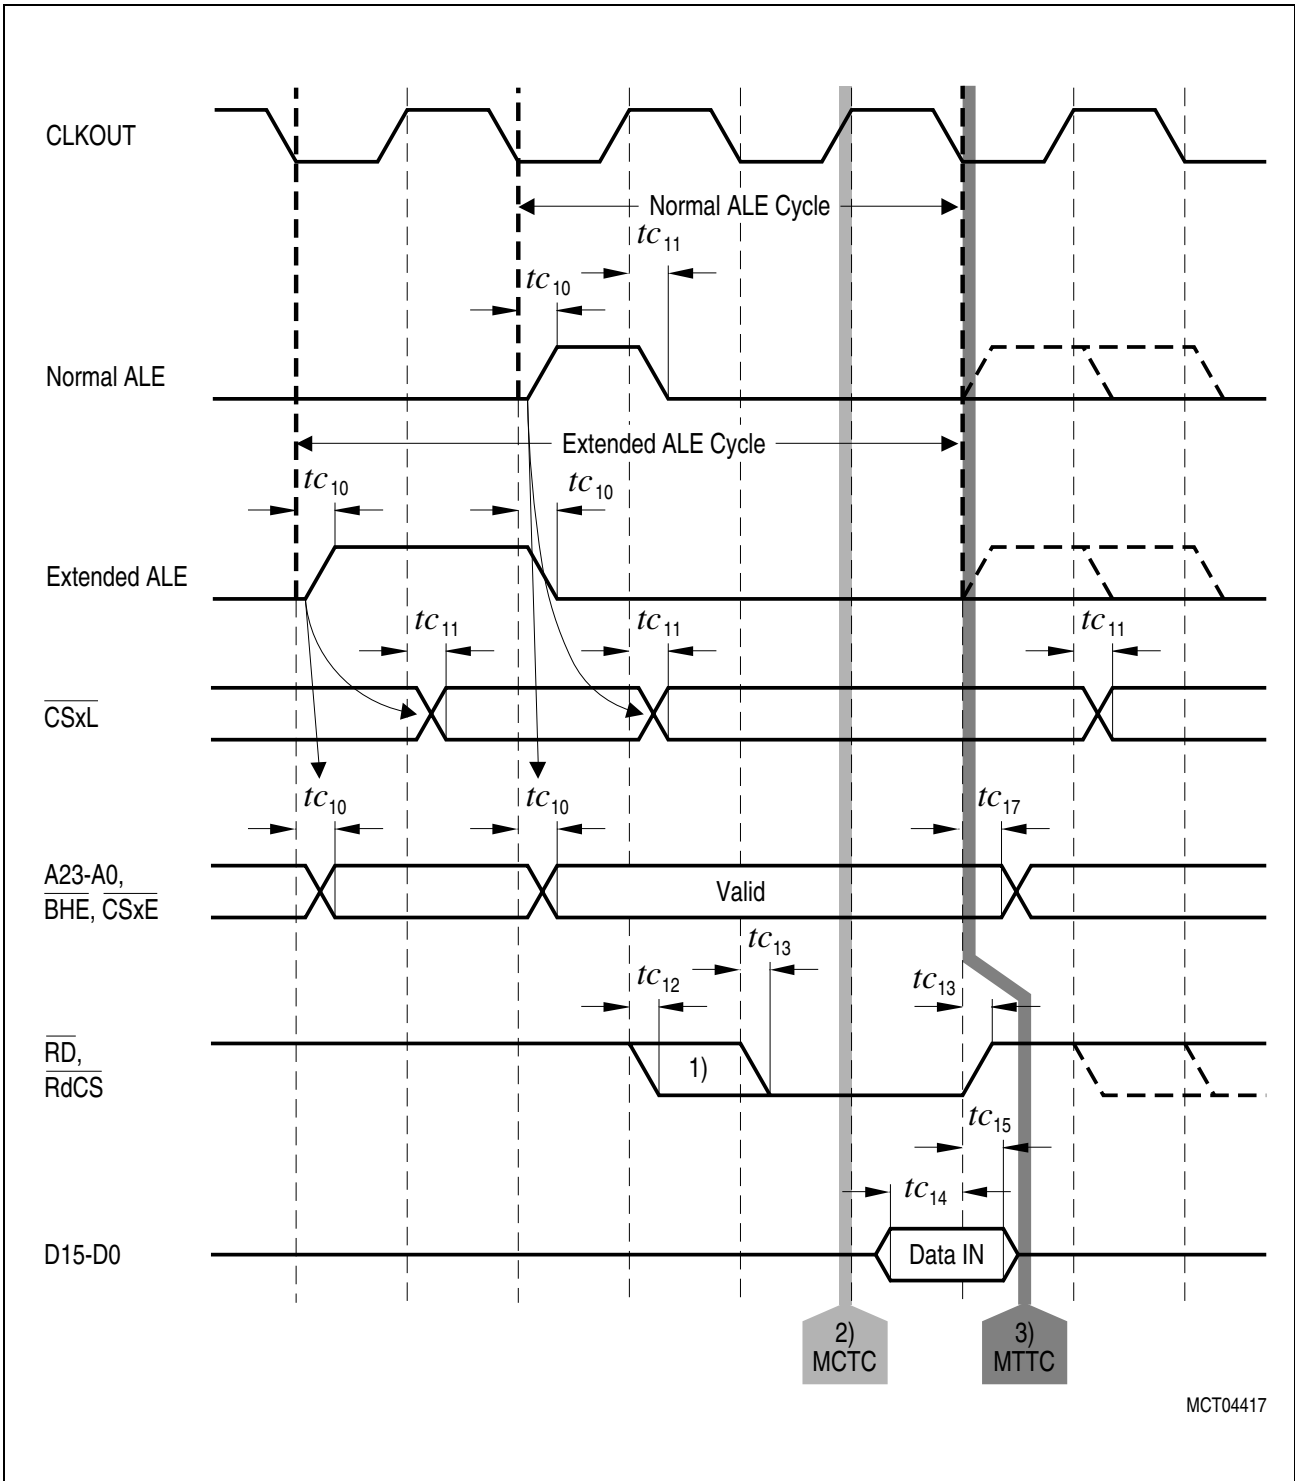 CLKOUT
Normal ALE Cycle
tc11
tc10
Normal ALE
Extended ALE Cycle
tc10
tc10
Extended ALE
tc11
tc11
tc11
CSxL
tc10
tc10
tc17
A23-A0,
BHE, CSxE
Valid
tc13
tc12
tc13
RD,
RdCS
1)
tc15
tc14
D15-D0
Data IN
2)
MCTC
3)
MTTC
MCT04417